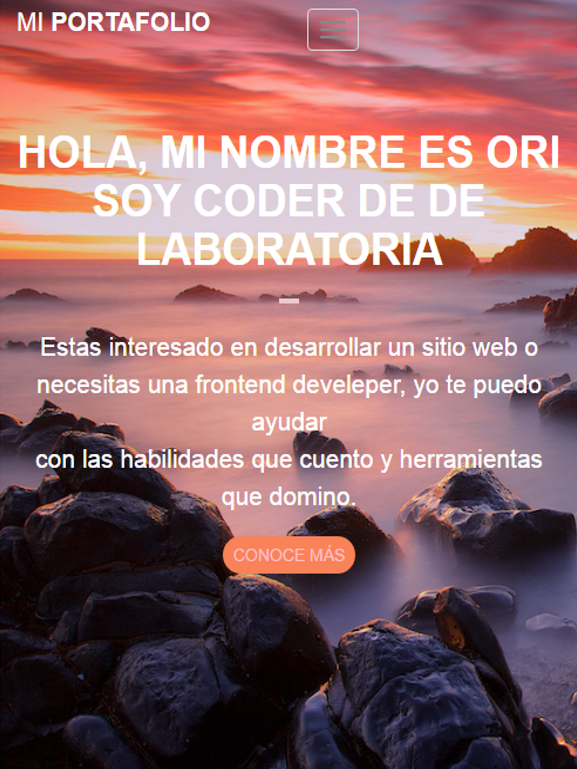 MI PORTAFOLIO
HOLA, MI NOMBRE ES ORI
SOY CODER DE DE
LABORATORIA
Estas interesado en desarrollar un sitio web o
necesitas una frontend develeper, yo te puedo
ayudar
con las habilidades que cuento y herramientas
que domino.
CONOCE MÁS